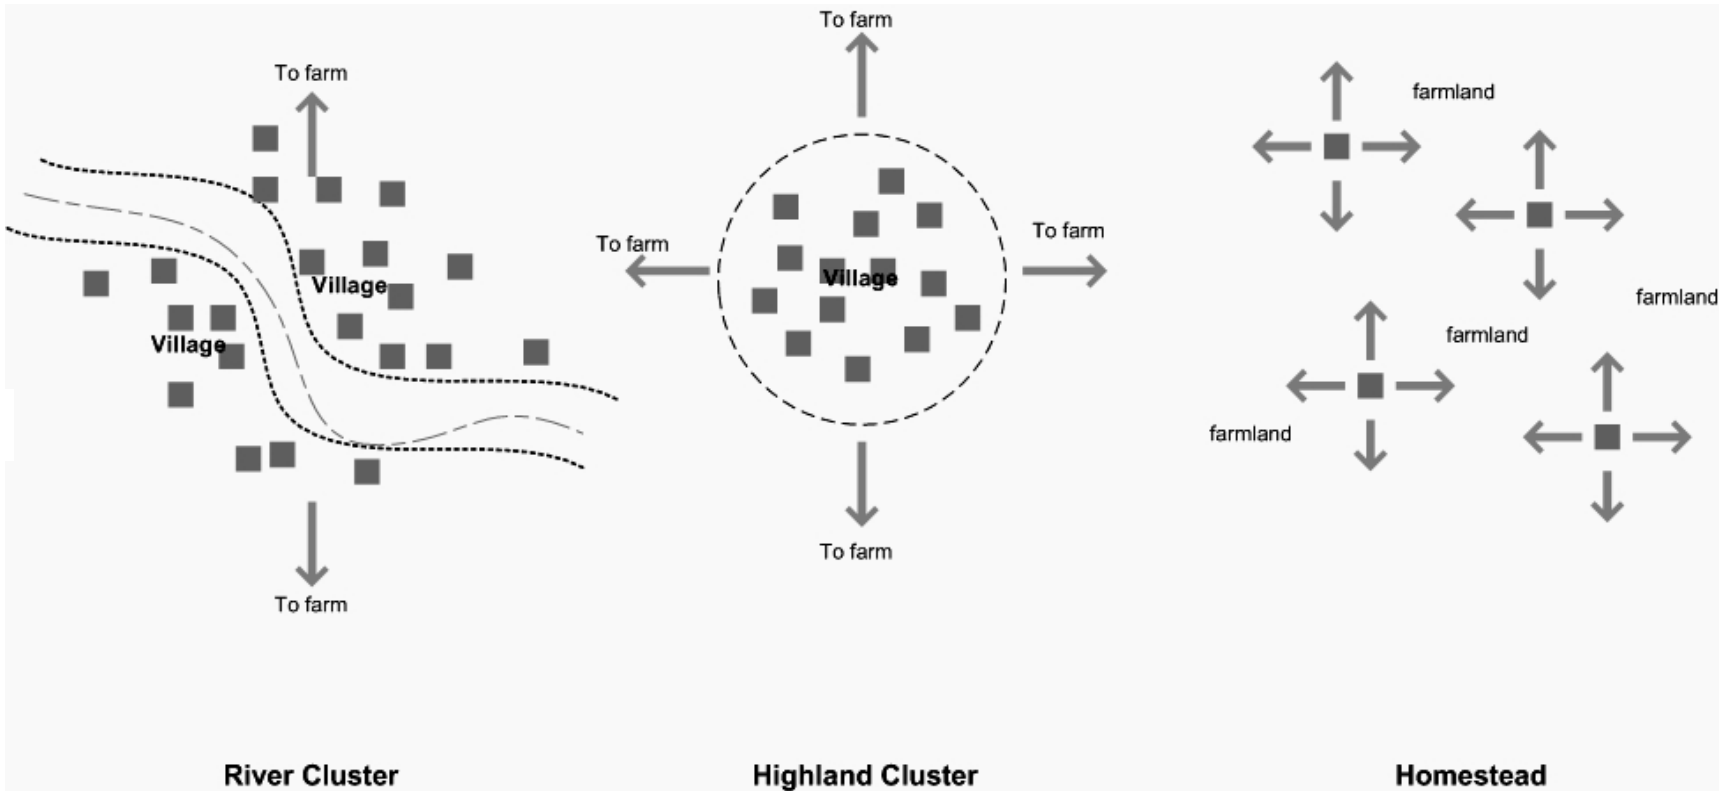 To farm
Village
Village
To farm
River Cluster
To farm
To farm
To farm
Village
To farm
Highland Cluster
farmland
farmland
farmland
farmland
Homestead